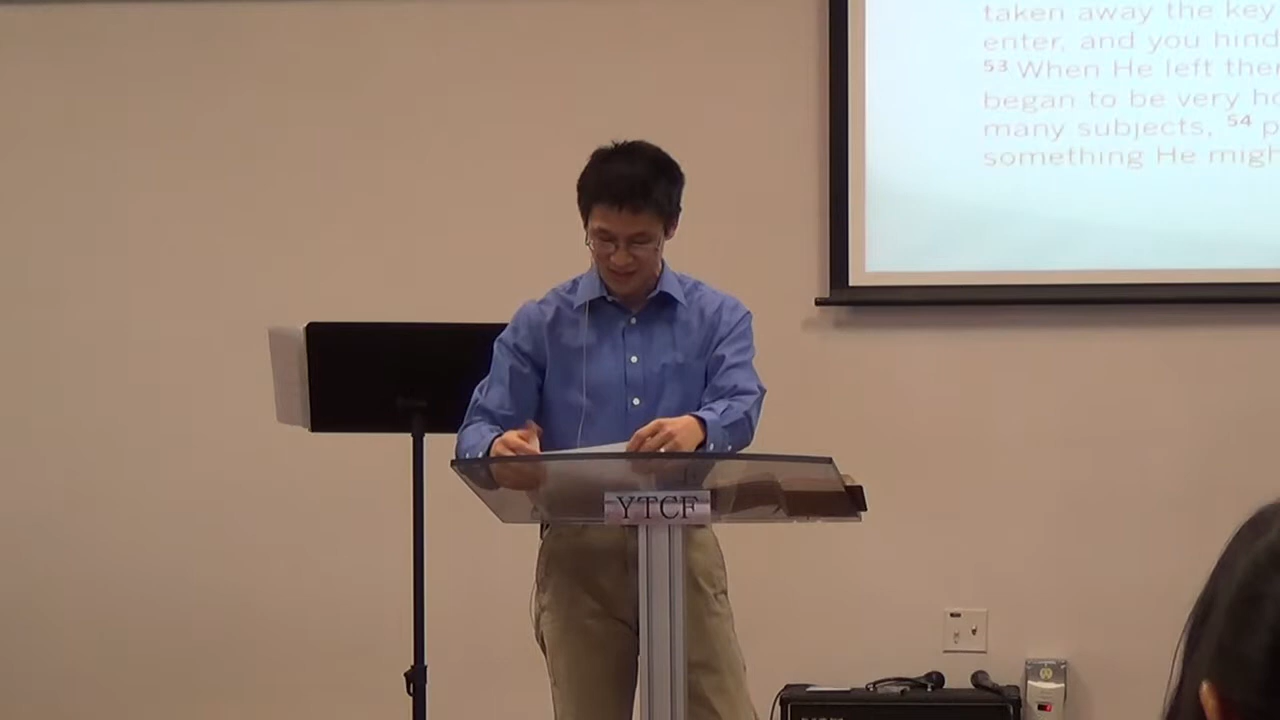 taken away the key
enter, and you hind
53 When He left ther
began to be very ho
many subjects, 54 p
something He migh
YTCF